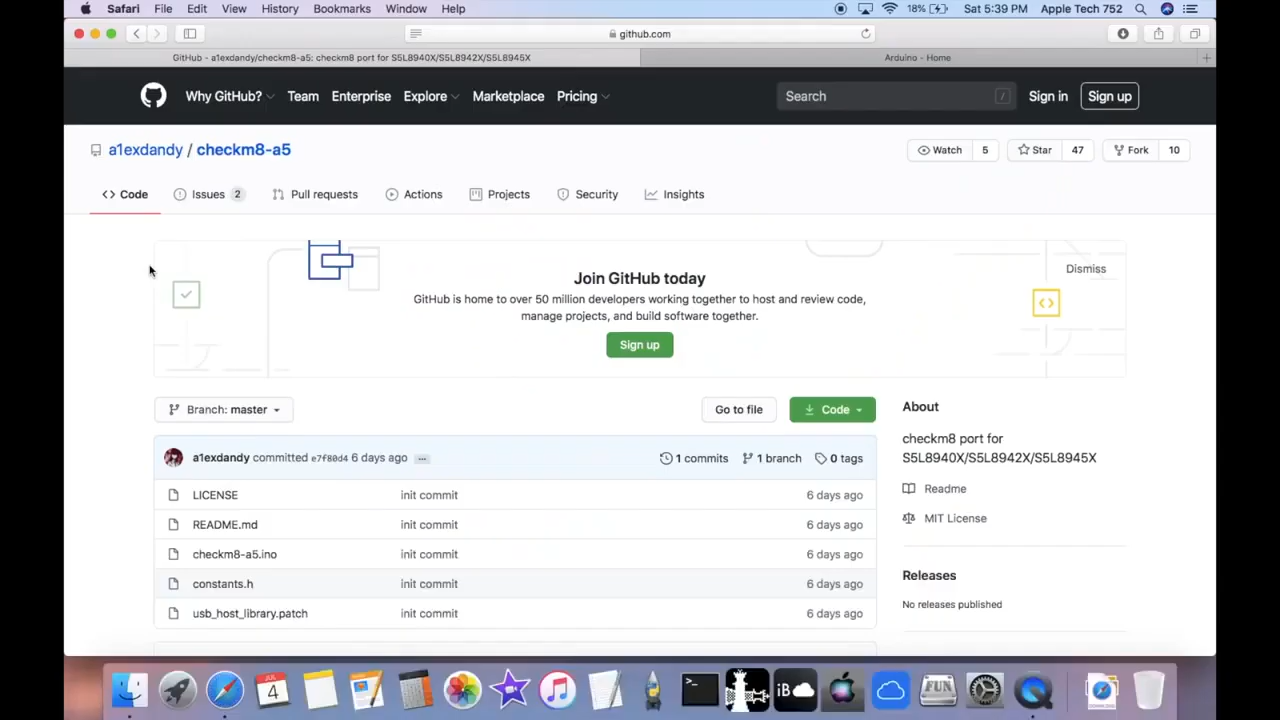 Safari File Edit View History Bookmarks Window Help 18% Sat 5:39 PM Apple Tech 752
github.com
GitHub - a1exdandy/checkm8-a5: checkm8 port for S5L8940X/S5L8942X/S5L8945X Arduino - Home +
Why GitHub? Team Enterprise Explore Marketplace Pricing Search / Sign in Sign up
a1exdandy / checkm8-a5 Watch 5 Star 47 Fork 10
<> Code Issues 2 Pull requests Actions Projects Security Insights
Join GitHub today
Dismiss
GitHub is home to over 50 million developers working together to host and review code,
manage projects, and build software together.
Sign up
Branch: master Go to file Code
a1exdandy committed e7f80d4 6 days ago ... 1 commits 1 branch 0 tags
LICENSE init commit 6 days ago
README.md init commit 6 days ago
checkm8-a5.ino init commit 6 days ago
constants.h init commit 6 days ago
usb_host_library.patch init commit 6 days ago
About
checkm8 port for
S5L8940X/S5L8942X/S5L8945X
Readme
MIT License
Releases
No releases published
JUL
4
>_
iB
FUN